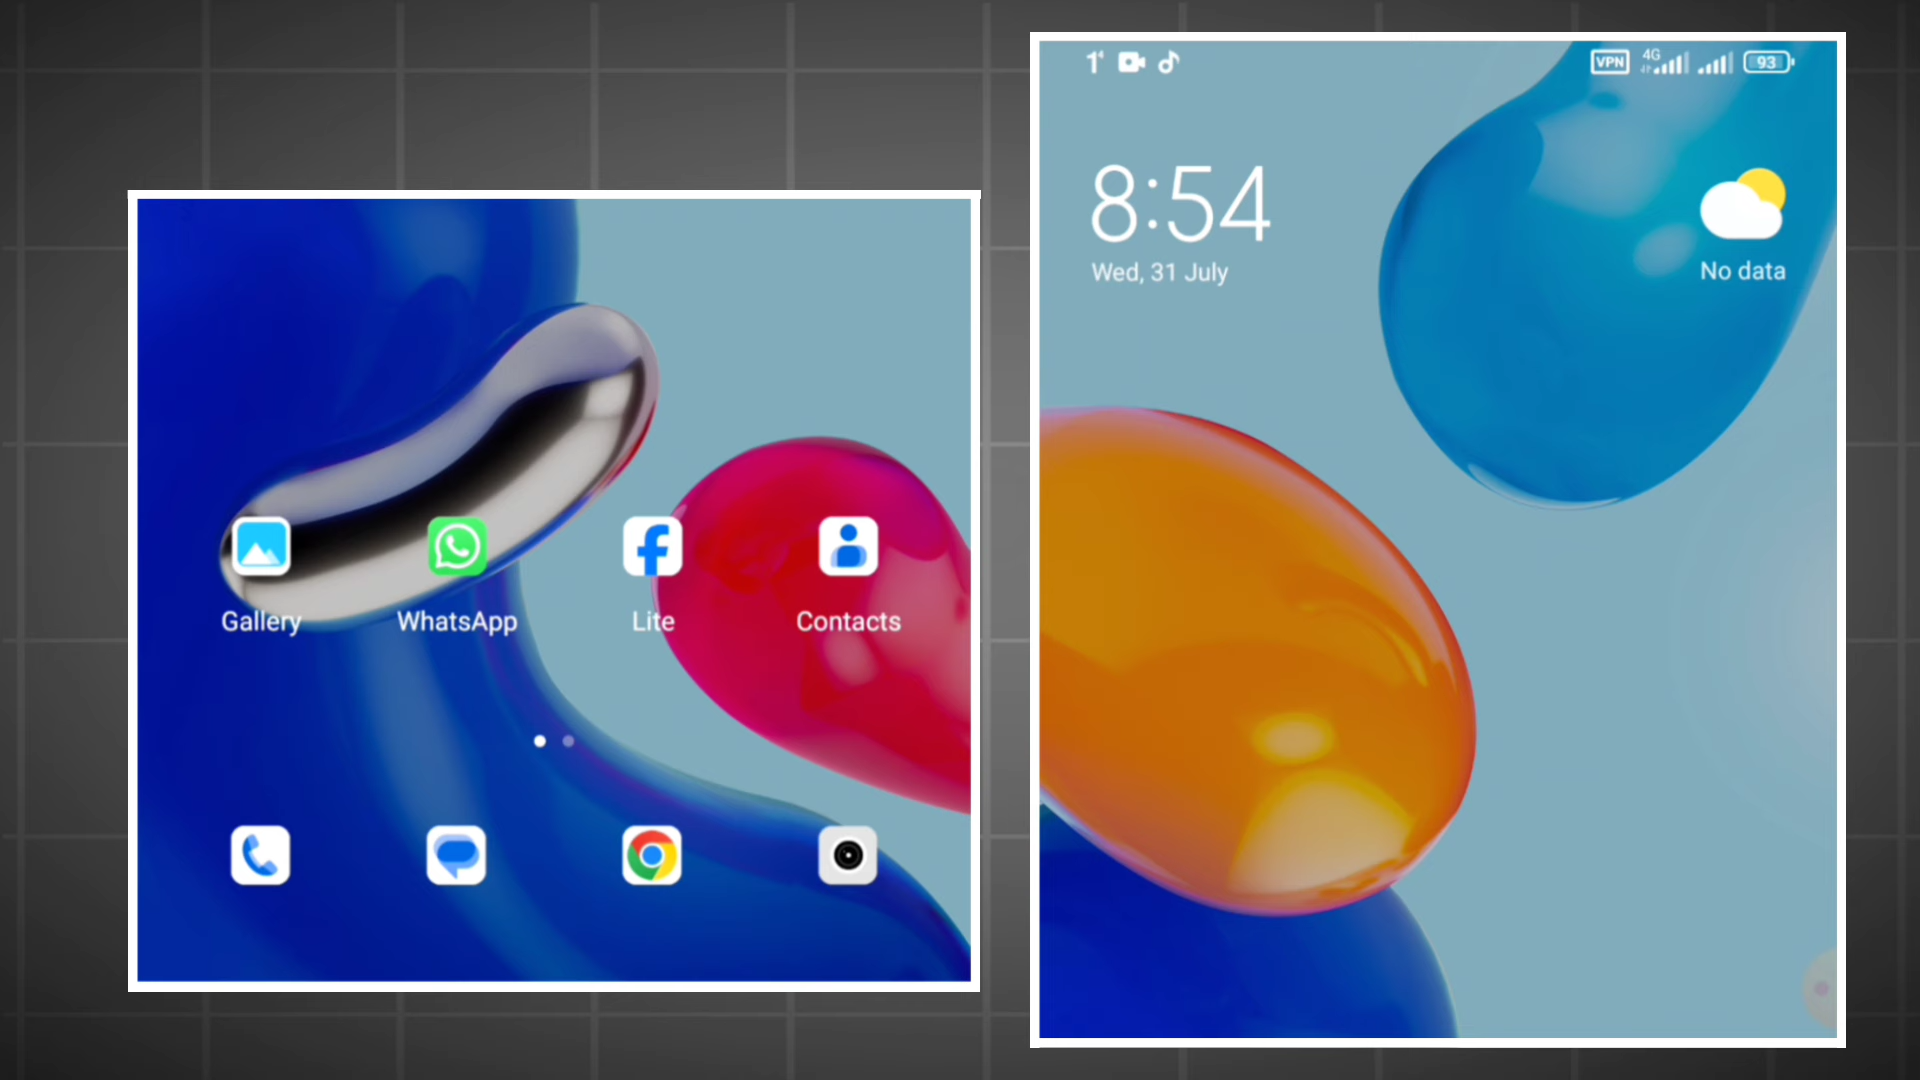 Gallery
WhatsApp
Lite
Contacts
VPN
4G
93
8:54
Wed, 31 July
No data